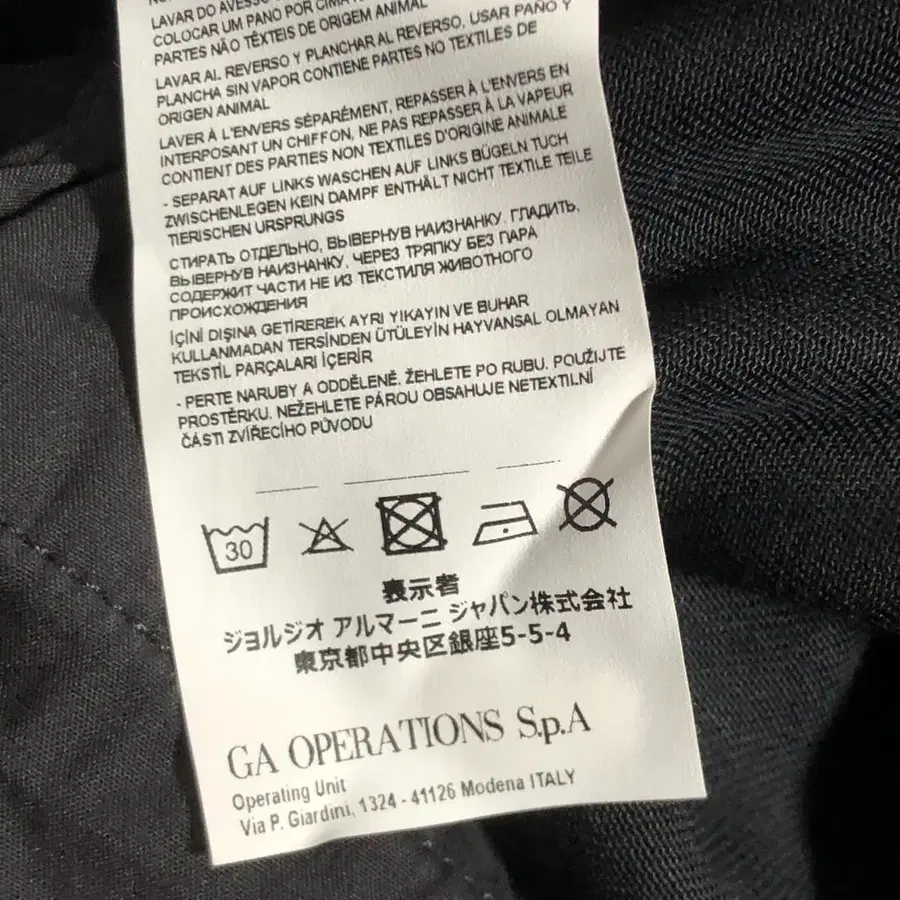 LAVAR DO AVESSO
COLOCAR UM PANO POR CIMA
PARTES NÃO TÊXTEIS DE ORIGEM ANIMAL
LAVAR AL REVERSO Y PLANCHAR AL REVERSO, USAR PAÑO Y
PLANCHA SIN VAPOR CONTIENE PARTES NO TEXTILES DE
ORIGEN ANIMAL
LAVER À L'ENVERS SÉPARÉMENT, REPASSER À L'ENVERS EN
INTERPOSANT UN CHIFFON, NE PAS REPASSER À LA VAPEUR
CONTIENT DES PARTIES NON TEXTILES D'ORIGINE ANIMALE
- SEPARAT AUF LINKS WASCHEN AUF LINKS BÜGELN TUCH
ZWISCHENLEGEN KEIN DAMPF ENTHÄLT NICHT TEXTILE TEILE
TIERISCHEN URSPRUNGS
СТИРАТЬ ОТДЕЛЬНО, ВЫВЕРНУВ НАИЗНАНКУ. ГЛАДИТЬ,
ВЫВЕРНУВ НАИЗНАНКУ, ЧЕРЕЗ ТРЯПКУ БЕЗ ПАРА
СОДЕРЖИТ ЧАСТИ НЕ ИЗ ТЕКСТИЛЯ ЖИВОТНОГО
ПРОИСХОЖДЕНИЯ
İÇİNİ DIŞINA GETİREREK AYRI YIKAYIN VE BUHAR
KULLANMADAN TERSİNDEN ÜTÜLEYİN HAYVANSAL OLMAYAN
TEKSTİL PARÇALARI İÇERİR
- PERTE NARUBY A ODDĚLENĚ. ŽEHLETE PO RUBU. POUŽIJTE
PROSTĚRKU. NEŽEHLETE PÁROU OBSAHUJE NETEXTILNÍ
ČÁSTI ZVÍŘECÍHO PŮVODU
30
表示者
ジョルジオ アルマーニ ジャパン株式会社
東京都中央区銀座5-5-4
GA OPERATIONS S.p.A
Operating Unit
Via P. Giardini, 1324 - 41126 Modena ITALY